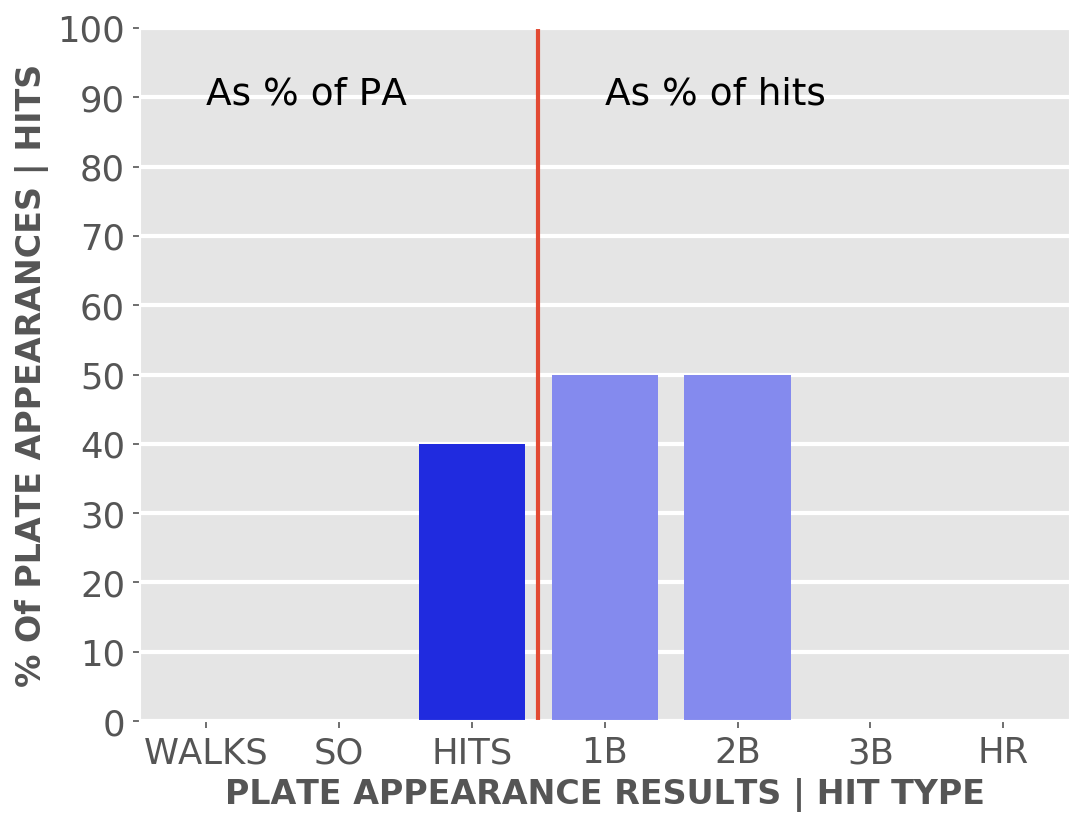 % Of PLATE APPEARANCES | HITS
100
90
80
70
60
50
40
30
20
10
0
As % of PA
As % of hits
WALKS SO HITS 1B 2B 3B HR
PLATE APPEARANCE RESULTS | HIT TYPE